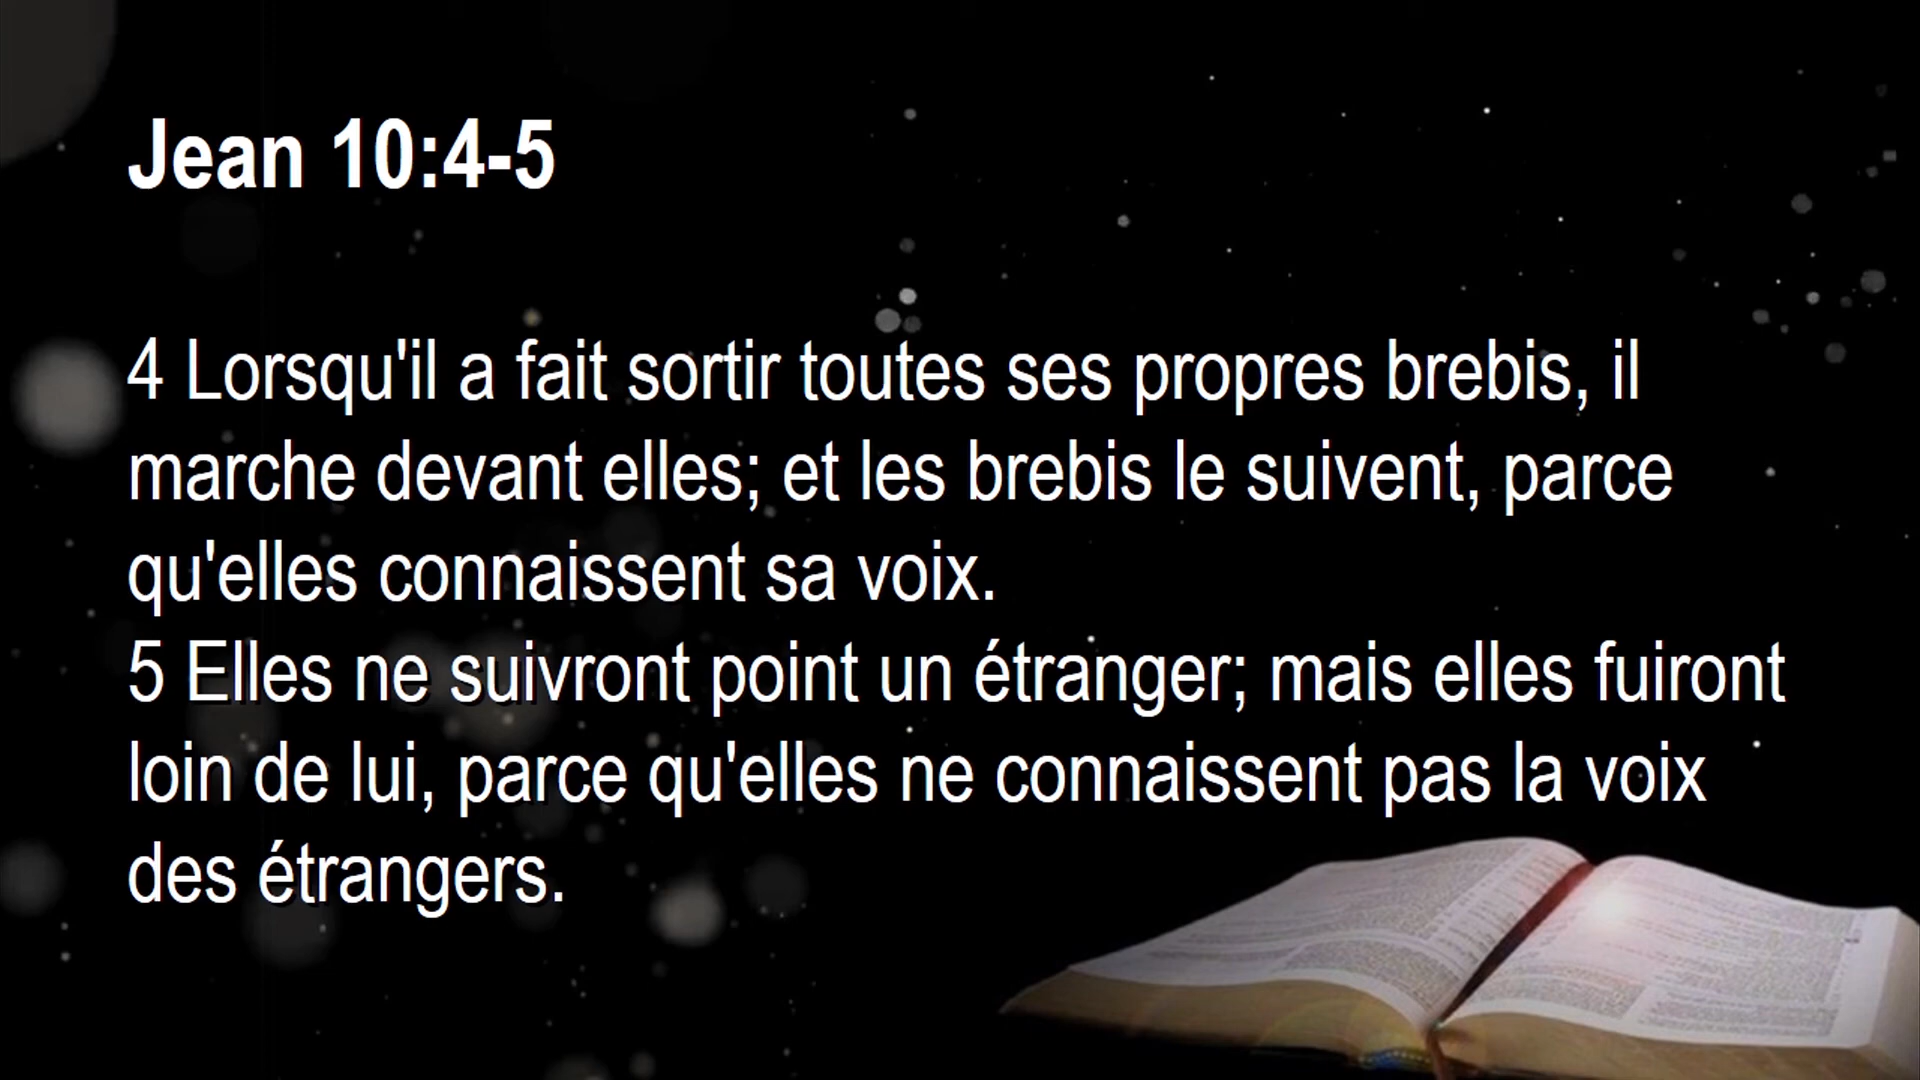 Jean 10:4-5
4 Lorsqu'il a fait sortir toutes ses propres brebis, il
marche devant elles; et les brebis le suivent, parce
qu'elles connaissent sa voix.
5 Elles ne suivront point un étranger; mais elles fuiront
loin de lui, parce qu'elles ne connaissent pas la voix
des étrangers.